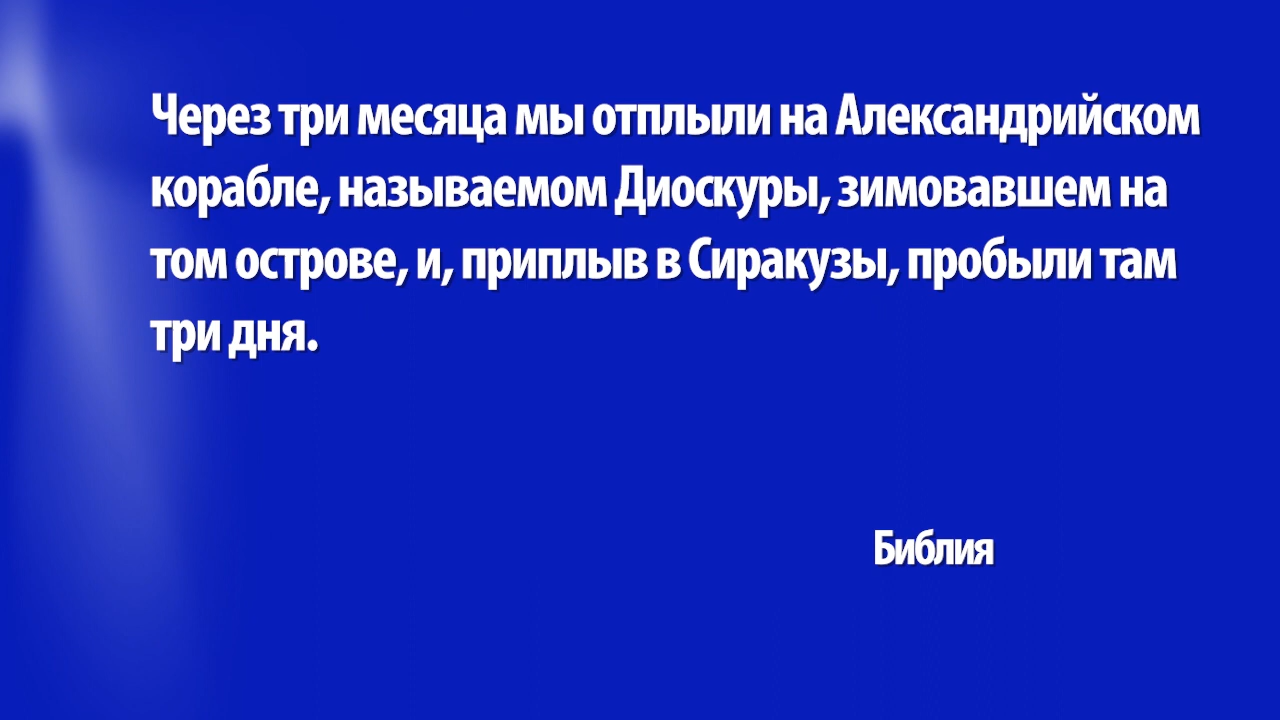 Через три месяца мы отплыли на Александрийском
корабле, называемом Диоскуры, зимовавшем на
том острове, и, приплыв в Сиракузы, пробыли там
три дня.
Библия